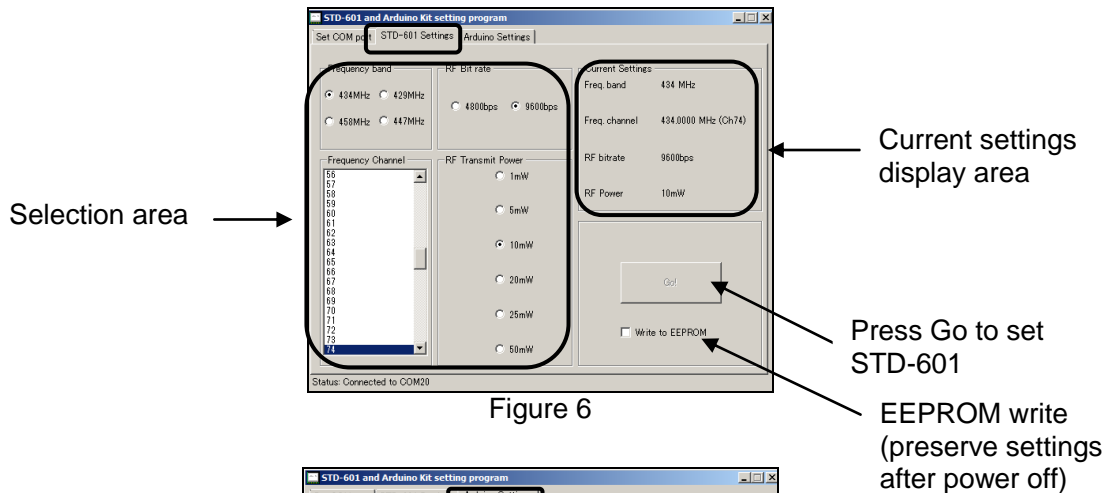 STD-601 and Arduino Kit setting program
Set COM port STD-601 Settings Arduino Settings
Frequency band
434MHz 429MHz
458MHz 447MHz
RF Bit rate
4800bps 9600bps
Current Settings
Freq. band 434 MHz
Freq. channel 434.0000 MHz (Ch74)
RF bitrate 9600bps
RF Power 10mW
Current settings
display area
Selection area
Frequency Channel
56
57
58
59
60
61
62
63
64
65
66
67
68
69
70
71
72
73
74
RF Transmit Power
1mW
5mW
10mW
20mW
25mW
50mW
Go!
Write to EEPROM
Press Go to set
STD-601
EEPROM write
(preserve settings
after power off)
Status: Connected to COM20
Figure 6
STD-601 and Arduino Kit setting program